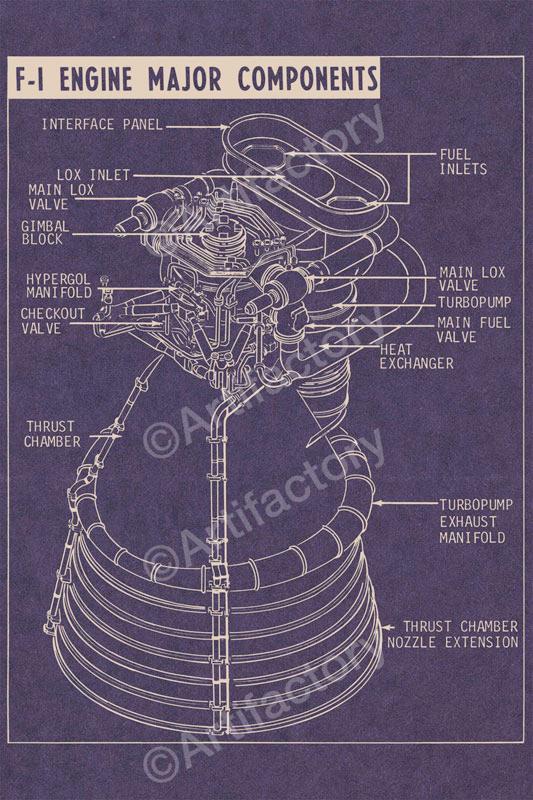 F-1 ENGINE MAJOR COMPONENTS
INTERFACE PANEL
FUEL
INLETS
LOX INLET
MAIN LOX
VALVE
GIMBAL
BLOCK
HYPERGOL
MANIFOLD
CHECKOUT
VALVE
MAIN LOX
VALVE
TURBOPUMP
MAIN FUEL
VALVE
HEAT
EXCHANGER
THRUST
CHAMBER
TURBOPUMP
EXHAUST
MANIFOLD
THRUST CHAMBER
NOZZLE EXTENSION
©Artifactory
©Artifactory
©Artifactory
©Artifactory
©Artifactory